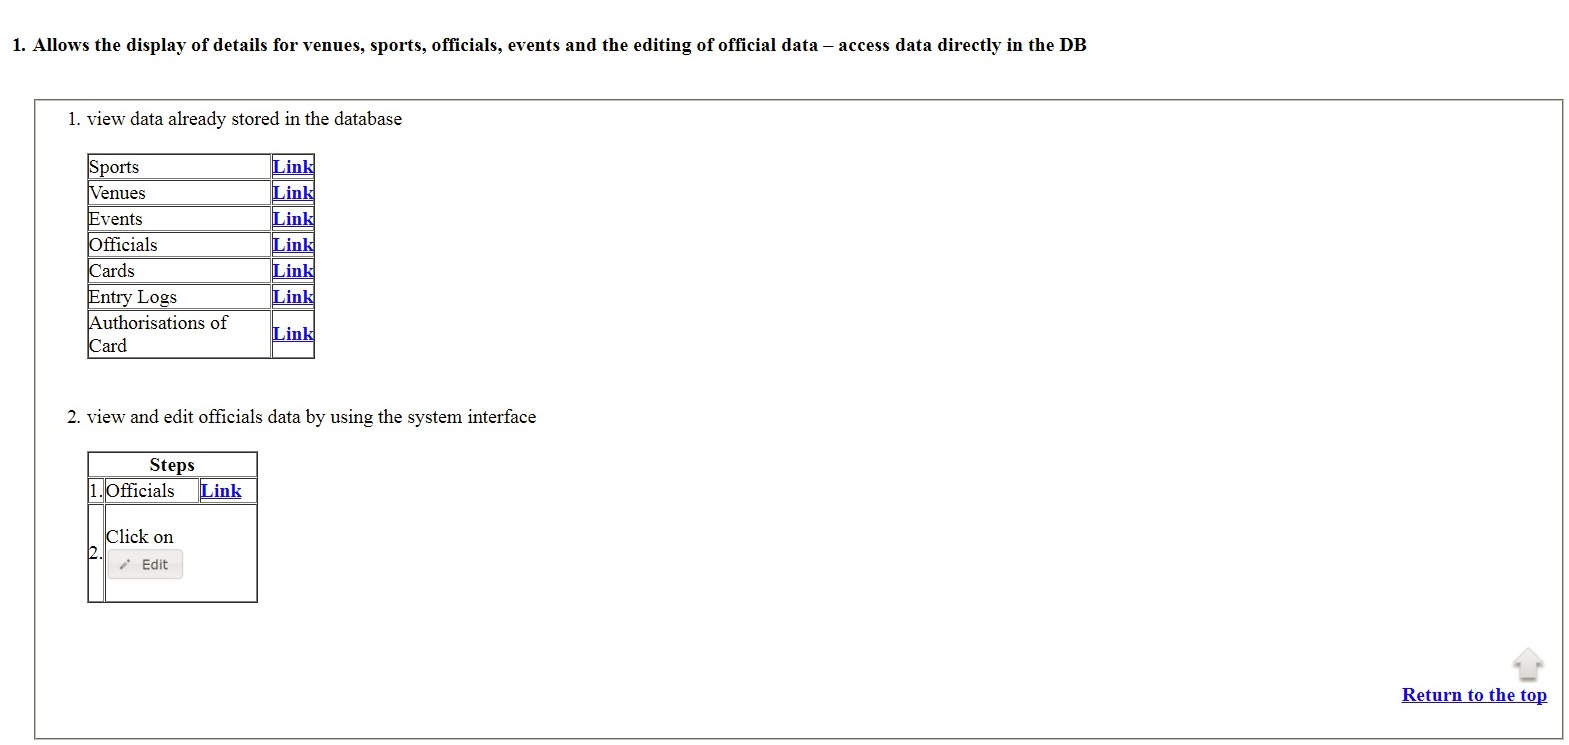 1. Allows the display of details for venues, sports, officials, events and the editing of official data – access data directly in the DB
1. view data already stored in the database
Sports Link
Venues Link
Events Link
Officials Link
Cards Link
Entry Logs Link
Authorisations of
Card Link
2. view and edit officials data by using the system interface
Steps
1. Officials Link
2. Click on
Edit
Return to the top